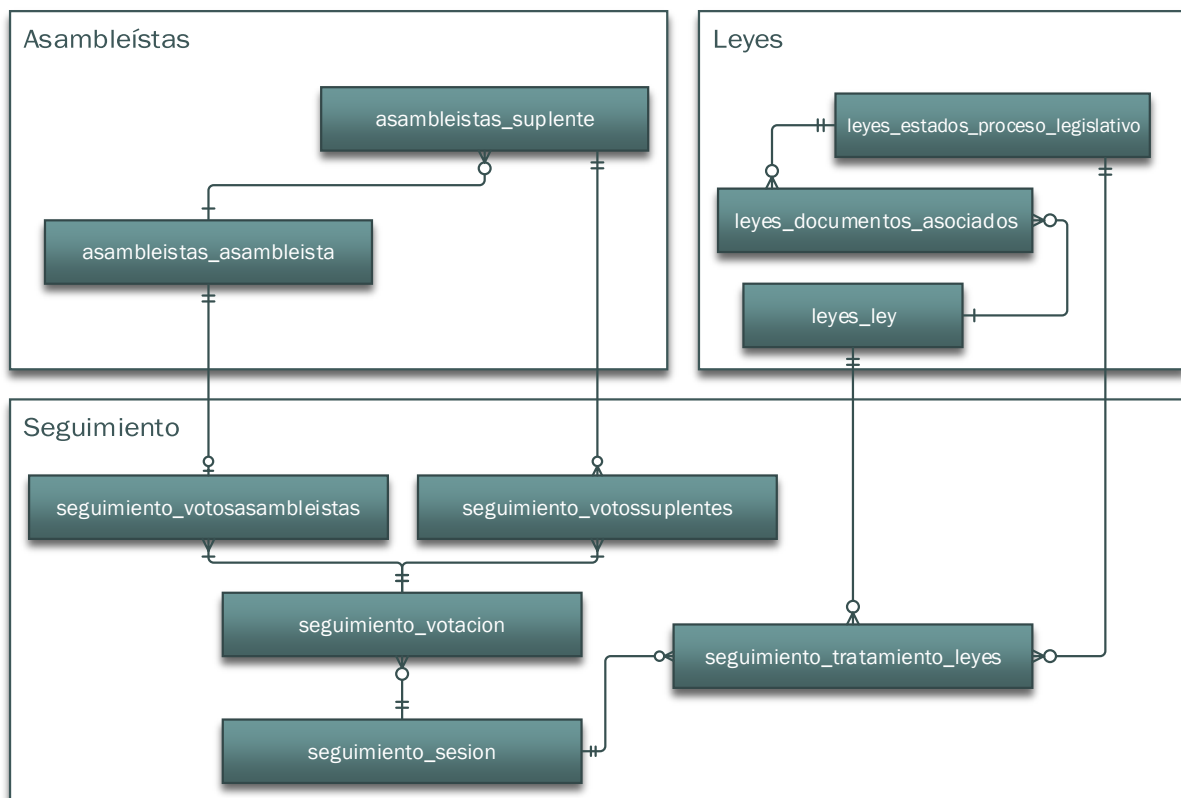 Asambleístas
asambleistas_suplente
asambleistas_asambleista
Leyes
leyes_estados_proceso_legislativo
leyes_documentos_asociados
leyes_ley
Seguimiento
seguimiento_votosasambleistas
seguimiento_votossuplentes
seguimiento_votacion
seguimiento_tratamiento_leyes
seguimiento_sesion